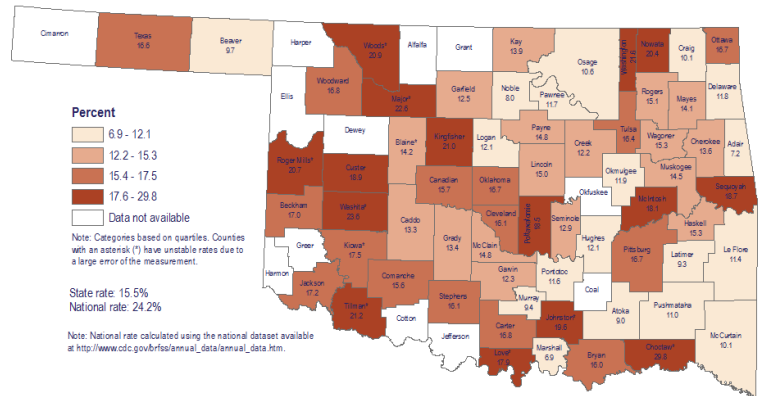 Cimarron
Texas
16.6
Beaver
9.7
Harper
Woods*
20.9
Alfalfa
Grant
Kay
13.9
Osage
10.6
Washington
21.0
Nowata
20.4
Craig
10.1
Ottawa
16.7
Ellis
Woodward
16.8
Major*
22.6
Garfield
12.5
Noble
8.0
Pawnee
11.7
Rogers
15.1
Mayes
14.1
Delaware
11.8
Percent
6.9 - 12.1
12.2 - 15.3
15.4 - 17.5
17.6 - 29.8
Data not available
Note: Categories based on quartiles. Counties
with an asterisk (*) have unstable rates due to
a large error of the measurement.
State rate: 15.5%
National rate: 24.2%
Note: National rate calculated using the national dataset available
at http://www.cdc.gov/brfss/annual_data/annual_data.htm.
Dewey
Blaine*
14.2
Kingfisher
21.0
Logan
12.1
Payne
14.8
Creek
12.2
Tulsa
16.4
Wagoner
15.3
Cherokee
13.6
Adair
7.2
Roger Mills*
20.7
Custer
18.9
Canadian
15.7
Oklahoma
16.7
Lincoln
15.0
Okfuskee
Okmulgee
11.9
Muskogee
14.5
Sequoyah
18.7
Beckham
17.0
Washita*
23.6
Caddo
13.3
Grady
13.4
Cleveland
16.1
McClain
14.8
Pottawatomie
Seminole
12.9
Hughes
12.1
McIntosh
18.1
Haskell
15.3
Greer
Kiowa*
17.5
Harmon
Jackson
17.2
Comanche
15.6
Tillman*
21.2
Cotton
Stephens
16.1
Jefferson
Garvin
12.3
Murray
9.4
Pontotoc
11.6
Coal
Pittsburg
16.7
Latimer
9.3
Le Flore
11.4
Carter
16.8
Johnston*
Atoka
9.0
Pushmataha
11.0
McCurtain
10.1
Love*
Marshall
6.9
Bryan
16.0
Choctaw*
29.8